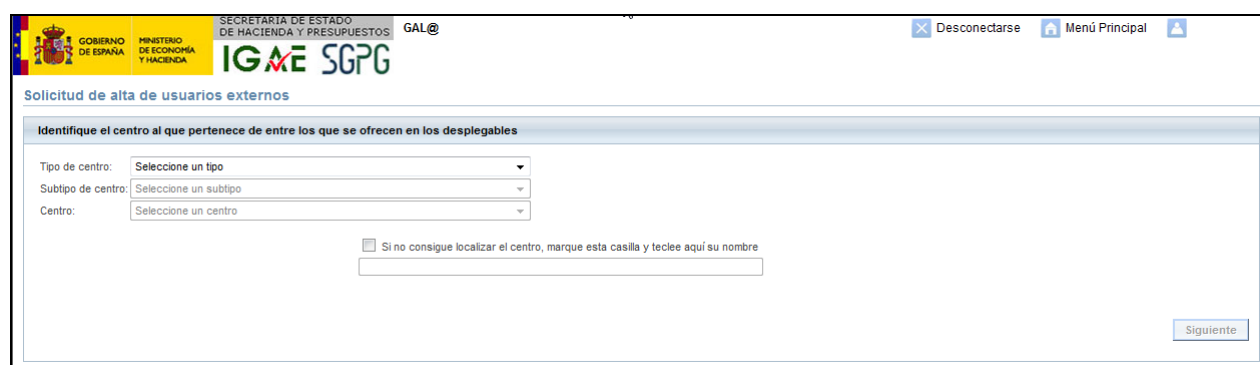 SECRETARIA DE ESTADO
DE HACIENDA Y PRESUPUESTOS
GAL@
Desconectarse
Menú Principal
GOBIERNO
DE ESPAÑA
MINISTERIO
DE ECONOMÍA
Y HACIENDA
IGAE SGPG
Solicitud de alta de usuarios externos
Identifique el centro al que pertenece de entre los que se ofrecen en los desplegables
Tipo de centro: Seleccione un tipo
Subtipo de centro: Seleccione un subtipo
Centro: Seleccione un centro
Si no consigue localizar el centro, marque esta casilla y teclee aquí su nombre
Siguiente